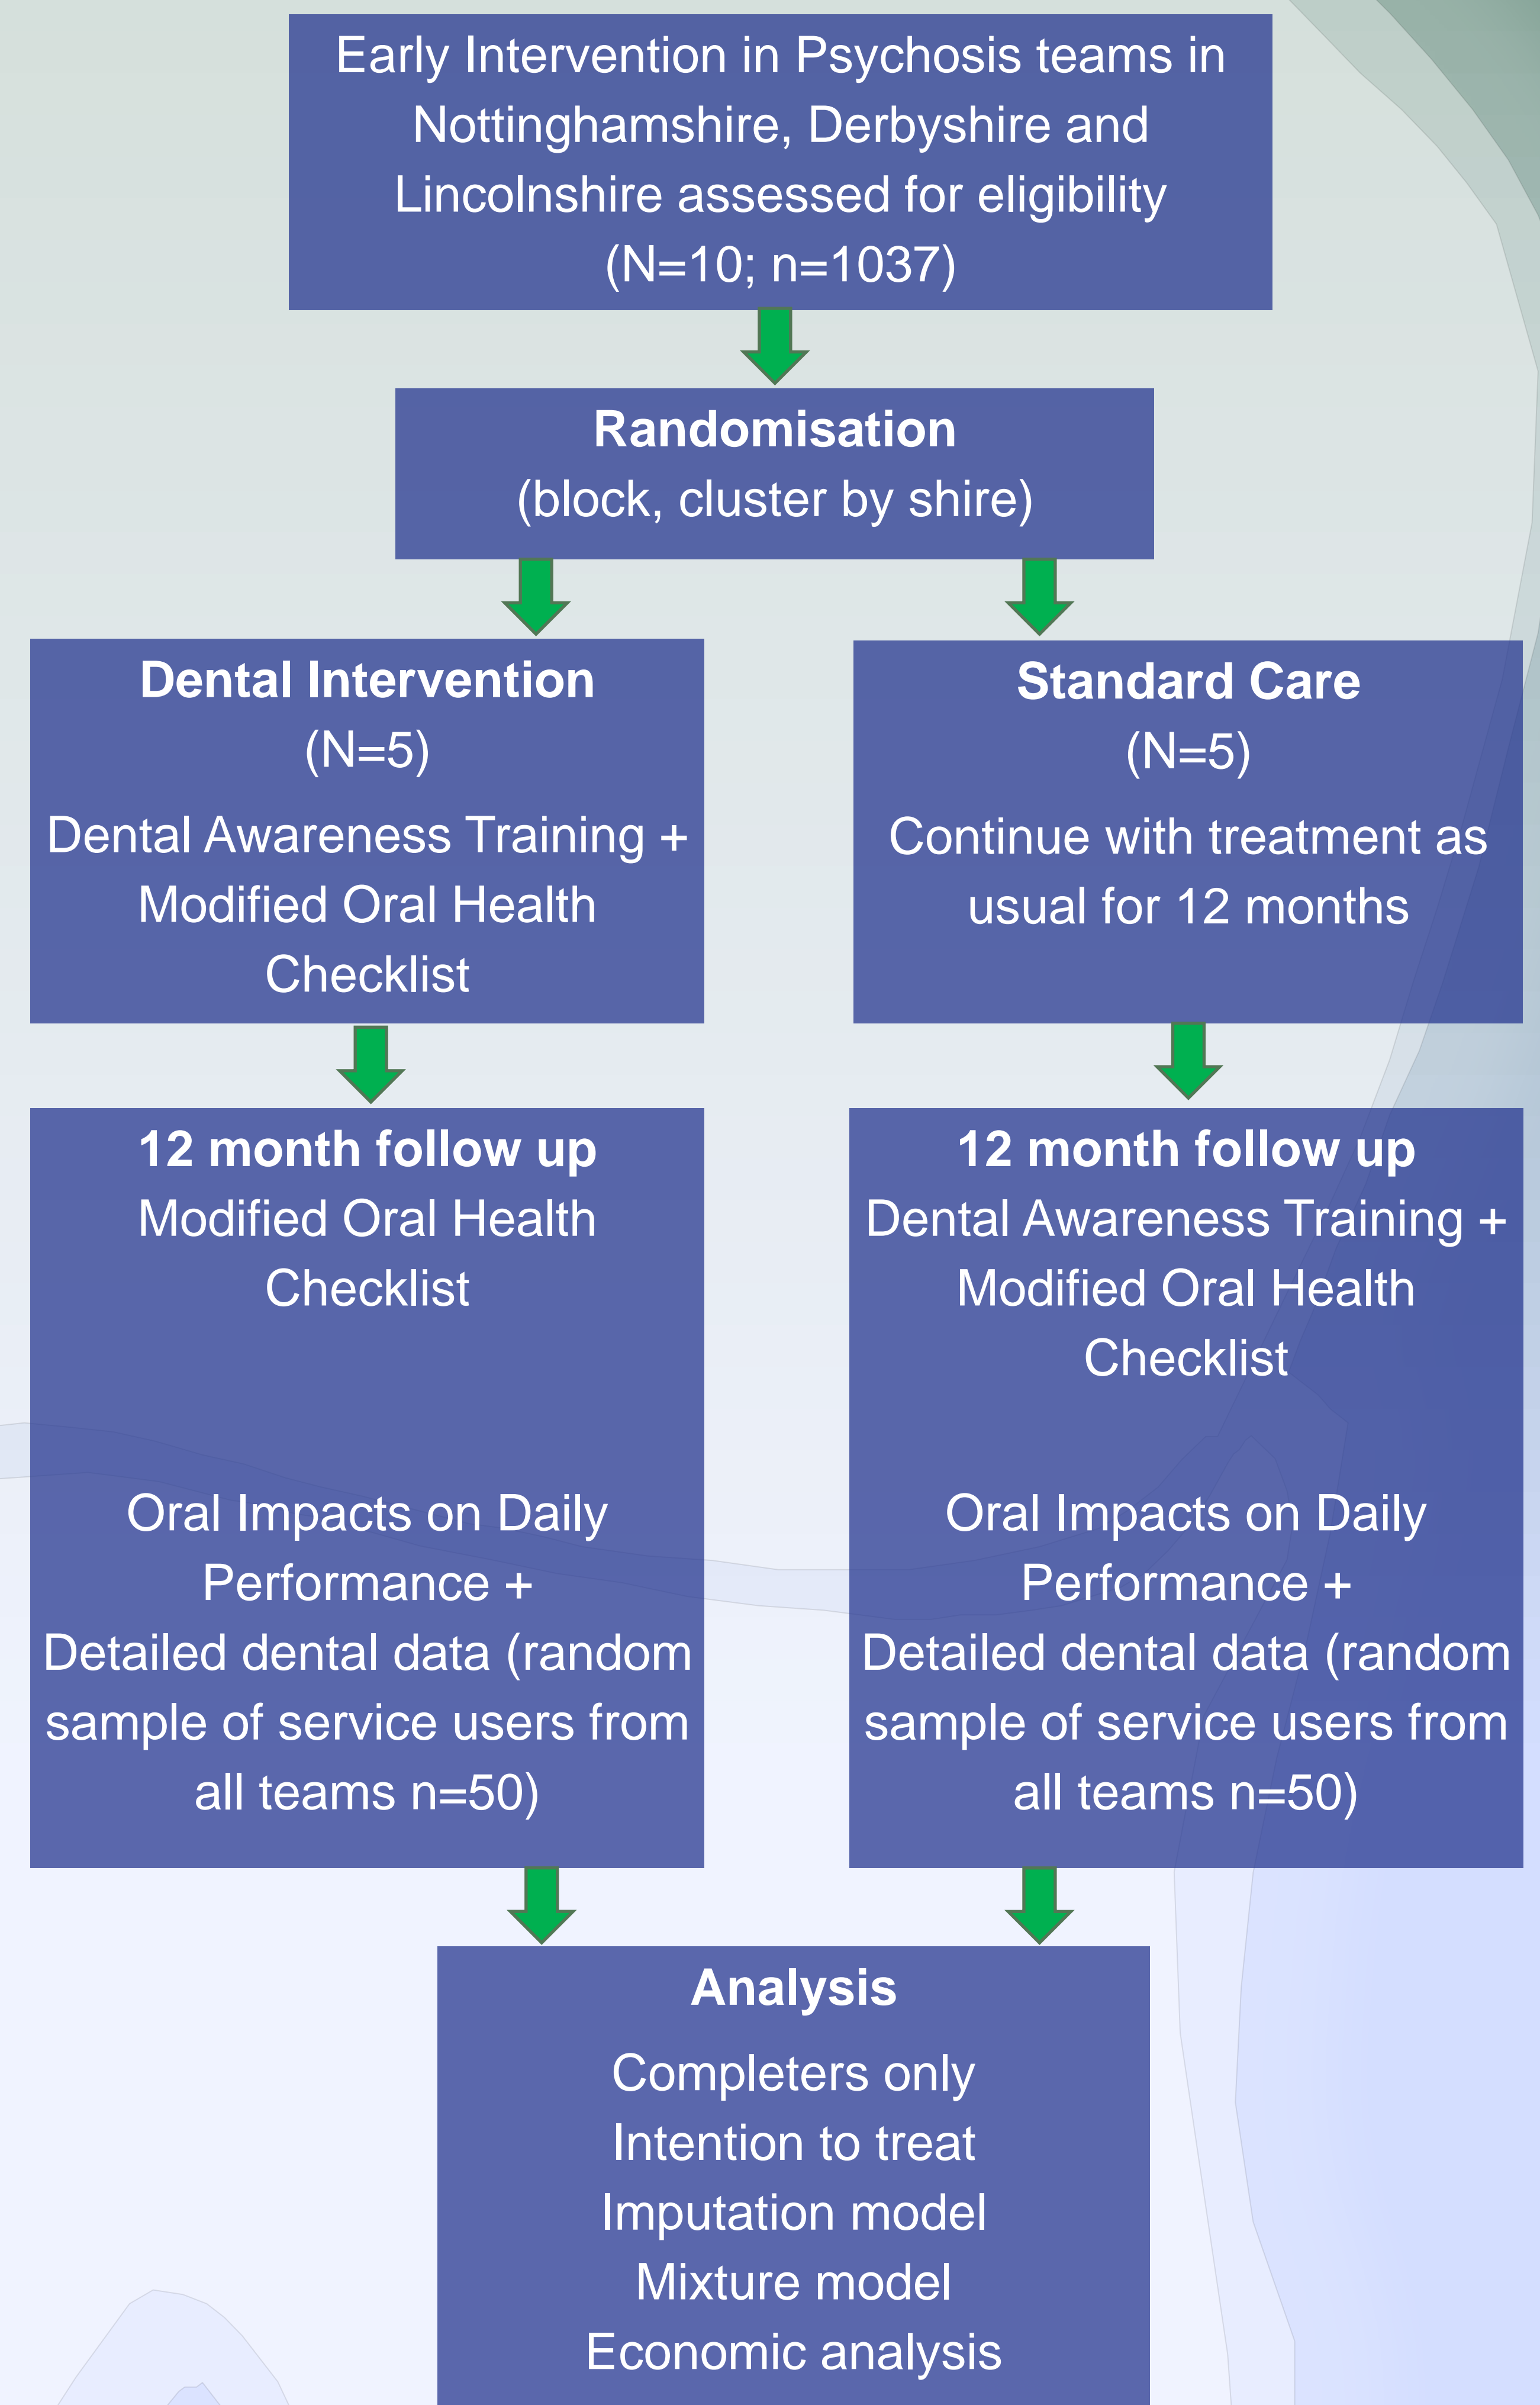 Early Intervention in Psychosis teams in
Nottinghamshire, Derbyshire and
Lincolnshire assessed for eligibility
(N=10; n=1037)
Randomisation
(block, cluster by shire)
Dental Intervention
(N=5)
Dental Awareness Training +
Modified Oral Health
Checklist
Standard Care
(N=5)
Continue with treatment as
usual for 12 months
12 month follow up
Modified Oral Health
Checklist
Oral Impacts on Daily
Performance +
Detailed dental data (random
sample of service users from
all teams n=50)
12 month follow up
Dental Awareness Training +
Modified Oral Health
Checklist
Oral Impacts on Daily
Performance +
Detailed dental data (random
sample of service users from
all teams n=50)
Analysis
Completers only
Intention to treat
Imputation model
Mixture model
Economic analysis